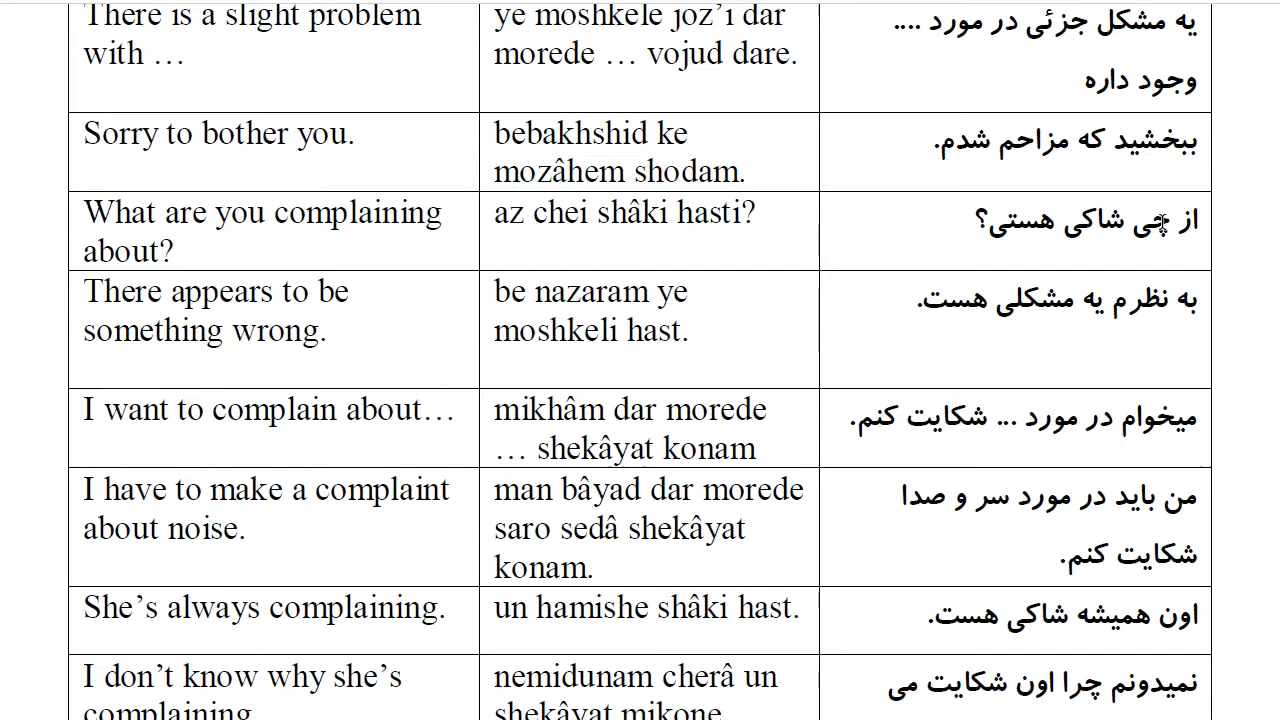 There is a slight problem
with …
ye moshkele joz'i dar
morede … vojud dare.
یه مشکل جزئی در مورد ....
وجود داره
Sorry to bother you.
bebakhshid ke
mozâhem shodam.
ببخشید که مزاحم شدم.
What are you complaining
about?
az chei shâki hasti?
از چی شاکی هستی؟
There appears to be
something wrong.
be nazaram ye
moshkeli hast.
به نظرم یه مشکلی هست.
I want to complain about…
mikhâm dar morede
… shekâyat konam
میخوام در مورد ... شکایت کنم.
I have to make a complaint
about noise.
man bâyad dar morede
saro sedâ shekâyat
konam.
من باید در مورد سر و صدا
شکایت کنم.
She’s always complaining.
un hamishe shâki hast.
اون همیشه شاکی هست.
I don’t know why she’s
complaining
nemidunam cherâ un
shekâyat mikone
نمیدونم چرا اون شکایت می